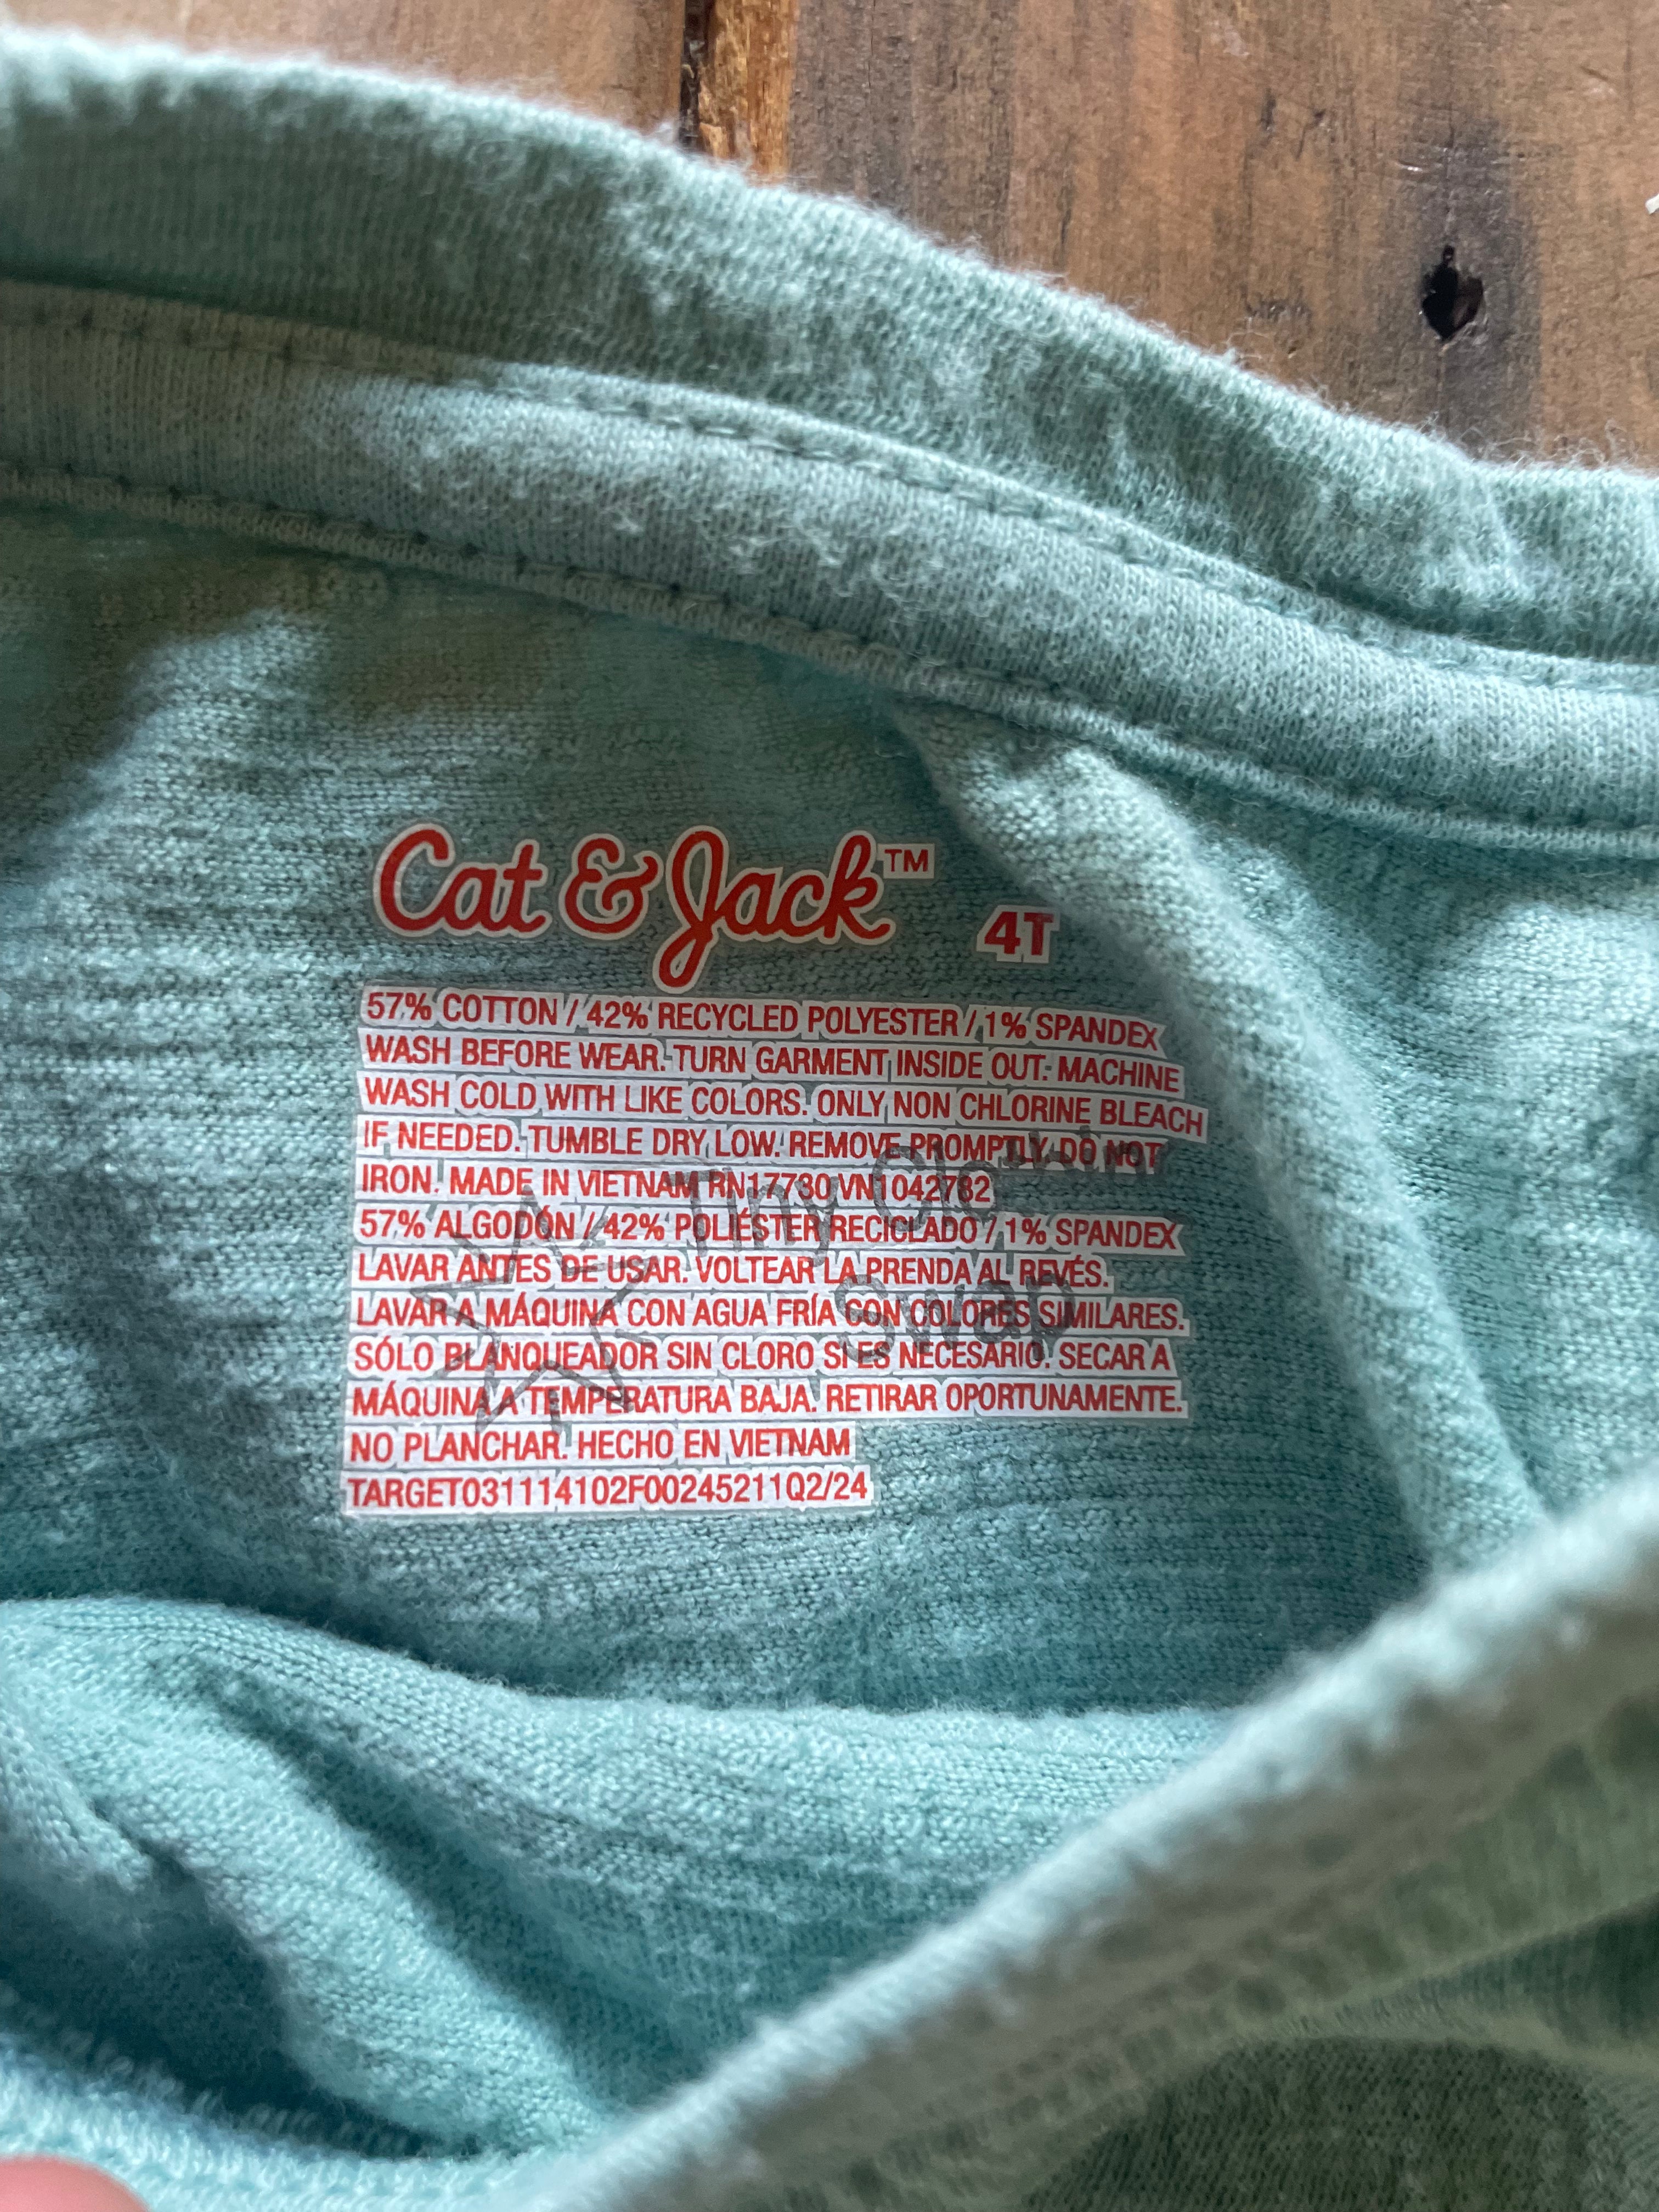 Cat & Jack™ 4T
57% COTTON / 42% RECYCLED POLYESTER / 1% SPANDEX
WASH BEFORE WEAR. TURN GARMENT INSIDE OUT. MACHINE
WASH COLD WITH LIKE COLORS. ONLY NON CHLORINE BLEACH
IF NEEDED. TUMBLE DRY LOW. REMOVE PROMPTLY. DO NOT
IRON. MADE IN VIETNAM RN17730 VN1042782
57% ALGODÓN / 42% POLIÉSTER RECICLADO / 1% SPANDEX
LAVAR ANTES DE USAR. VOLTEAR LA PRENDA AL REVÉS.
LAVAR A MÁQUINA CON AGUA FRÍA CON COLORES SIMILARES.
SÓLO BLANQUEADOR SIN CLORO SI ES NECESARIO. SECAR A
MÁQUINA A TEMPERATURA BAJA. RETIRAR OPORTUNAMENTE.
NO PLANCHAR. HECHO EN VIETNAM
TARGET031114102F00245211Q2/24
Tiny
Swap